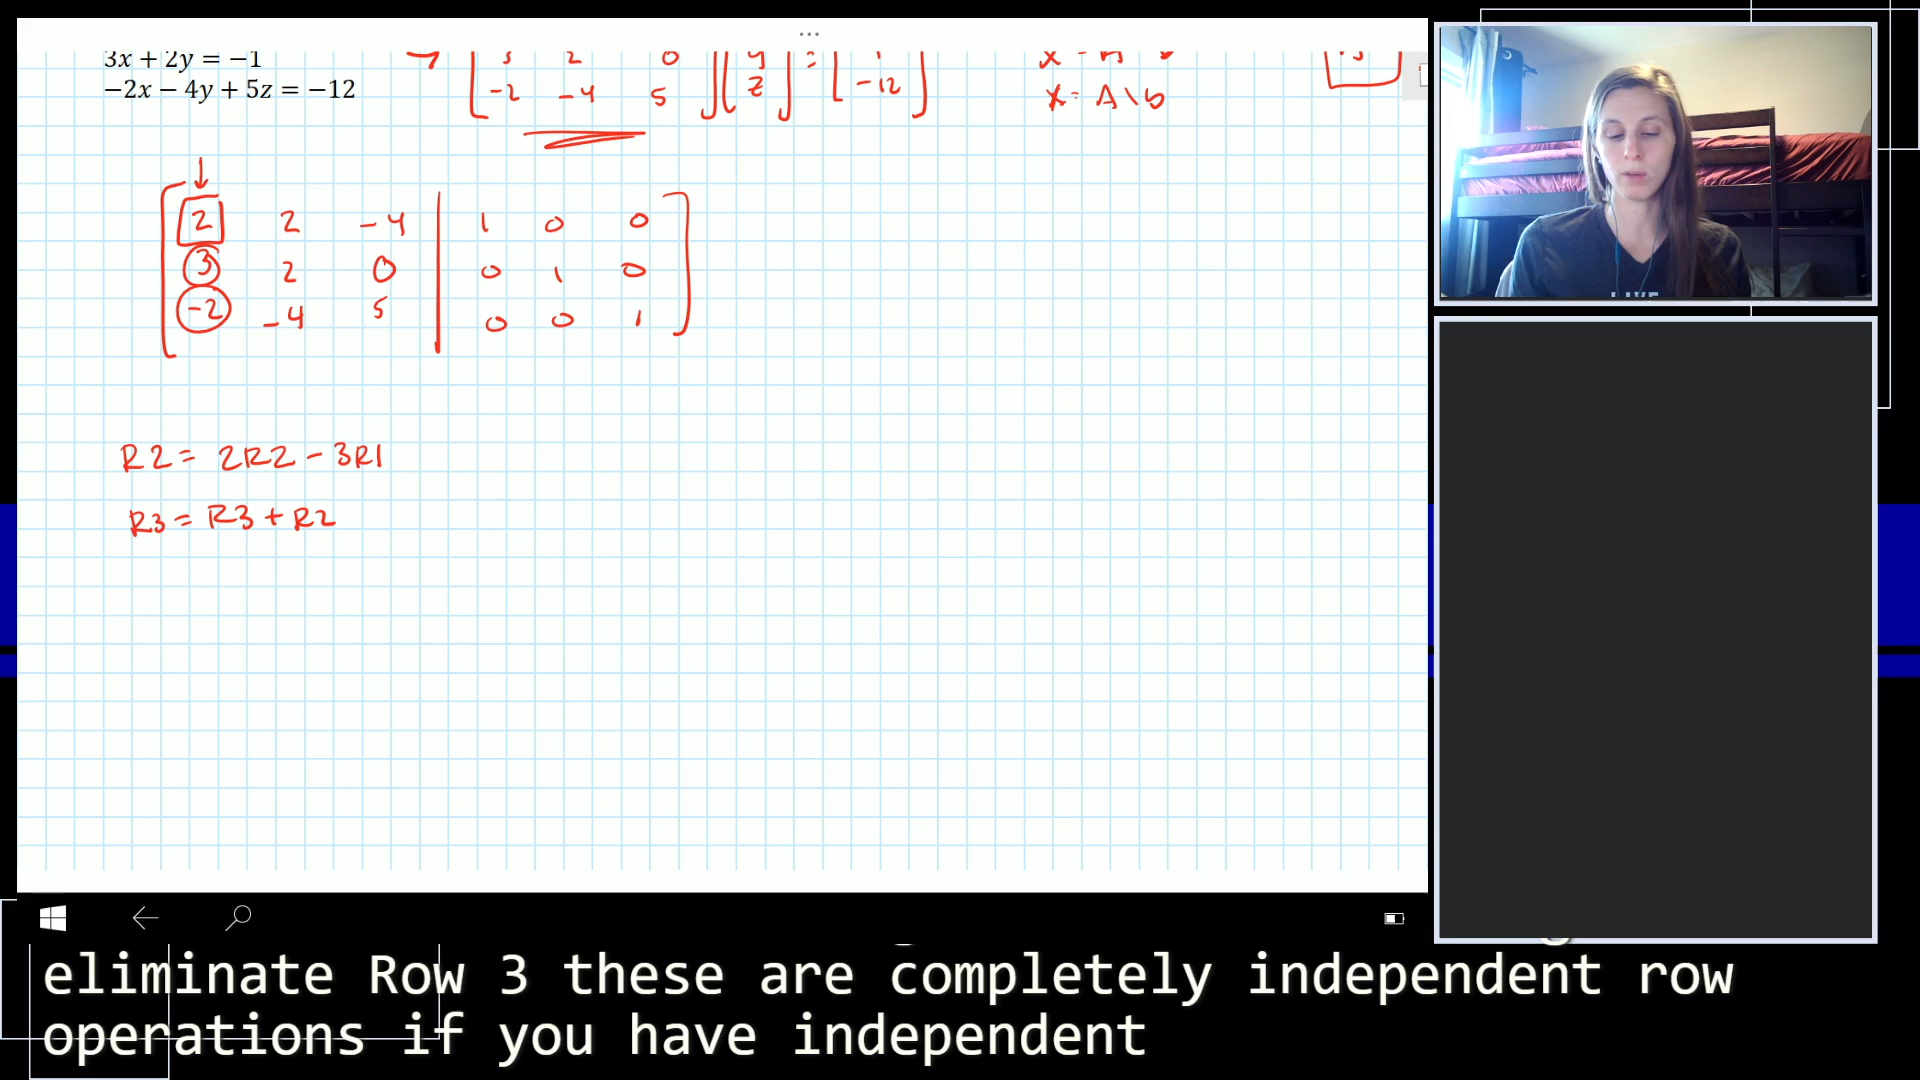 3x + 2y = −1
−2x − 4y + 5z = −12
-2 -4 5 z -12
x = A\b
2 2 -4 1 0 0
3 2 0 0 1 0
-2 -4 5 0 0 1
R2 = 2R2 - 3R1
R3 = R3 + R2
LIVE
eliminate Row 3 these are completely independent row
operations if you have independent